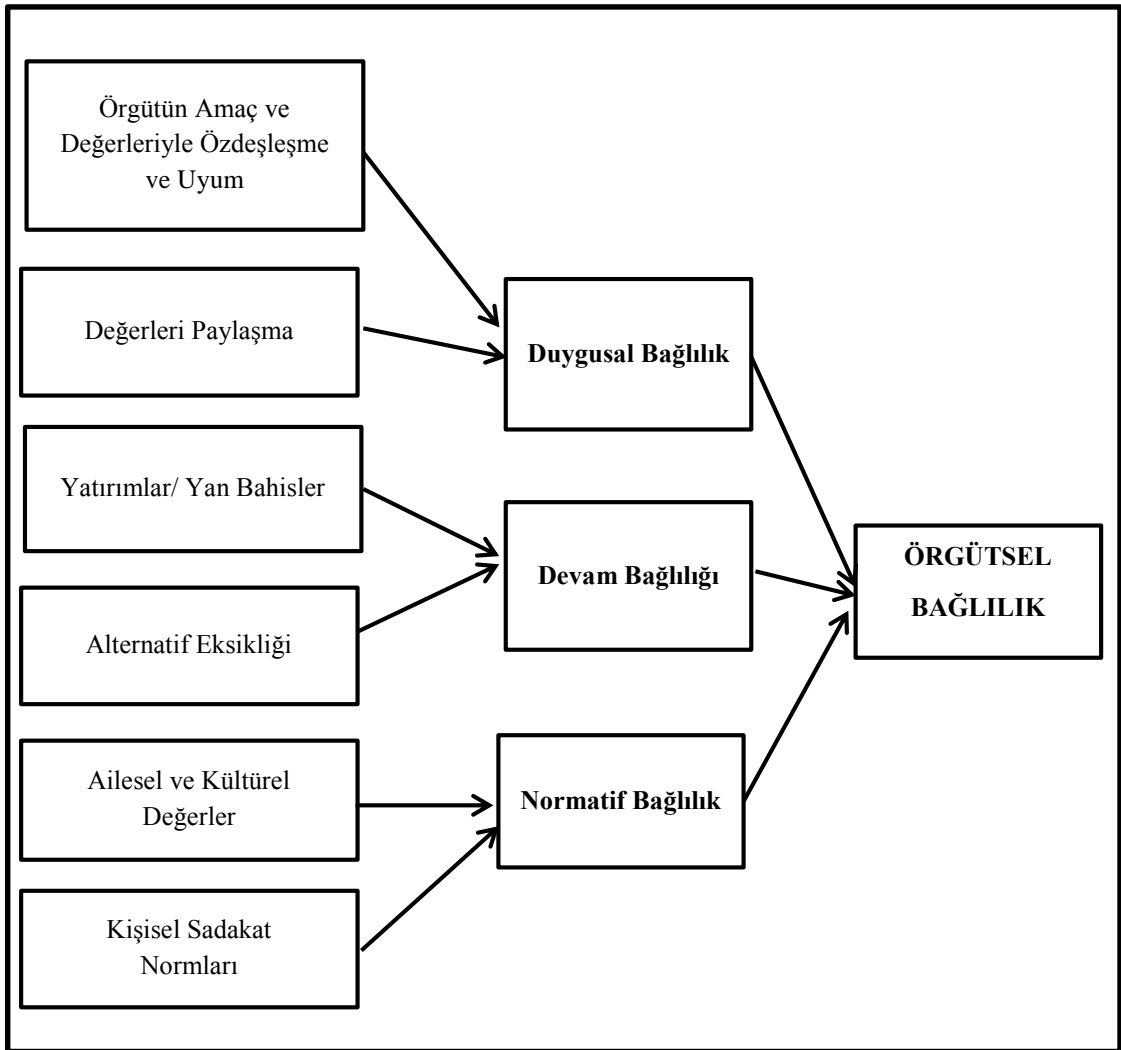 Örgütün Amaç ve
Değerleriyle Özdeşleşme
ve Uyum
Değerleri Paylaşma
Yatırımlar/ Yan Bahisler
Alternatif Eksikliği
Ailesel ve Kültürel
Değerler
Kişisel Sadakat
Normları
Duygusal Bağlılık
Devam Bağlılığı
Normatif Bağlılık
ÖRGÜTSEL
BAĞLILIK